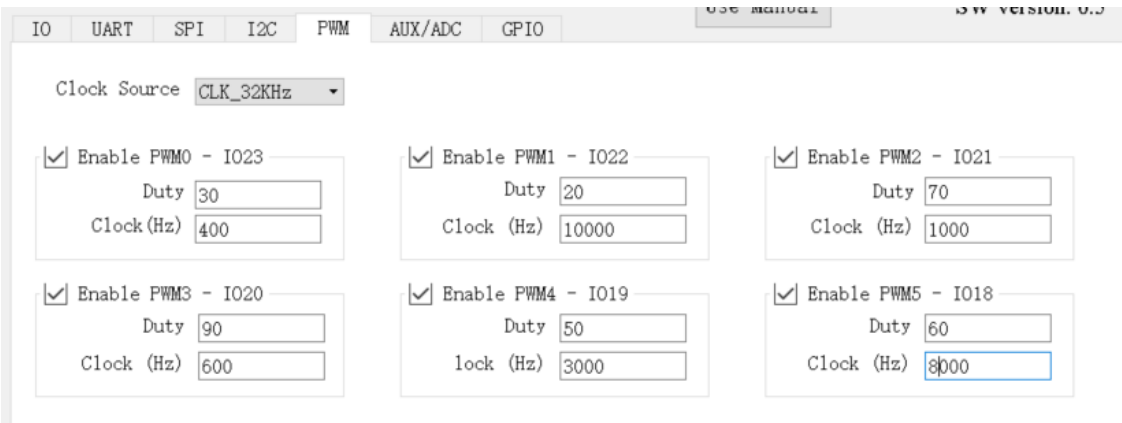 Use Manual SW version: 0.5
IO UART SPI I2C PWM AUX/ADC GPIO
Clock Source CLK_32KHz
Enable PWM0 - IO23 Enable PWM1 - IO22 Enable PWM2 - IO21
Duty 30 Duty 20 Duty 70
Clock(Hz) 400 Clock (Hz) 10000 Clock (Hz) 1000
Enable PWM3 - IO20 Enable PWM4 - IO19 Enable PWM5 - IO18
Duty 90 Duty 50 Duty 60
Clock (Hz) 600 lock (Hz) 3000 Clock (Hz) 8000